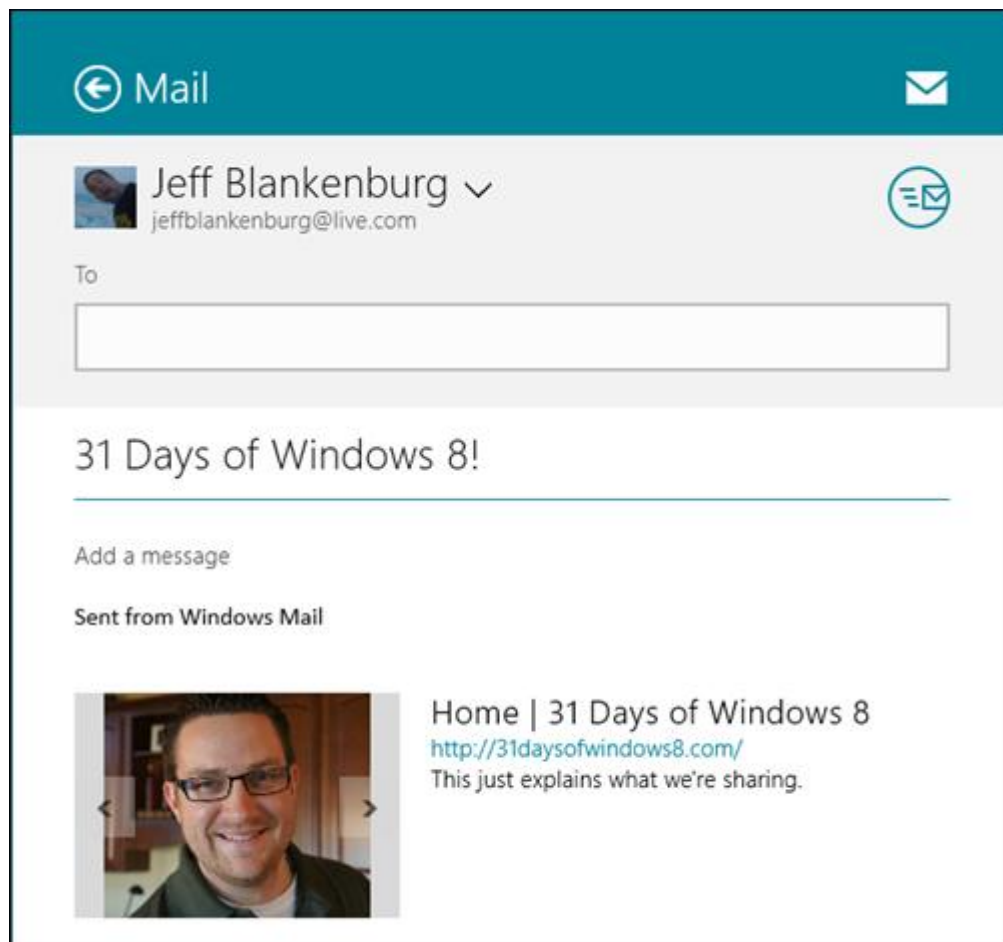 Mail
Jeff Blankenburg
jeffblankenburg@live.com
To
31 Days of Windows 8!
Add a message
Sent from Windows Mail
Home | 31 Days of Windows 8
http://31daysofwindows8.com/
This just explains what we're sharing.